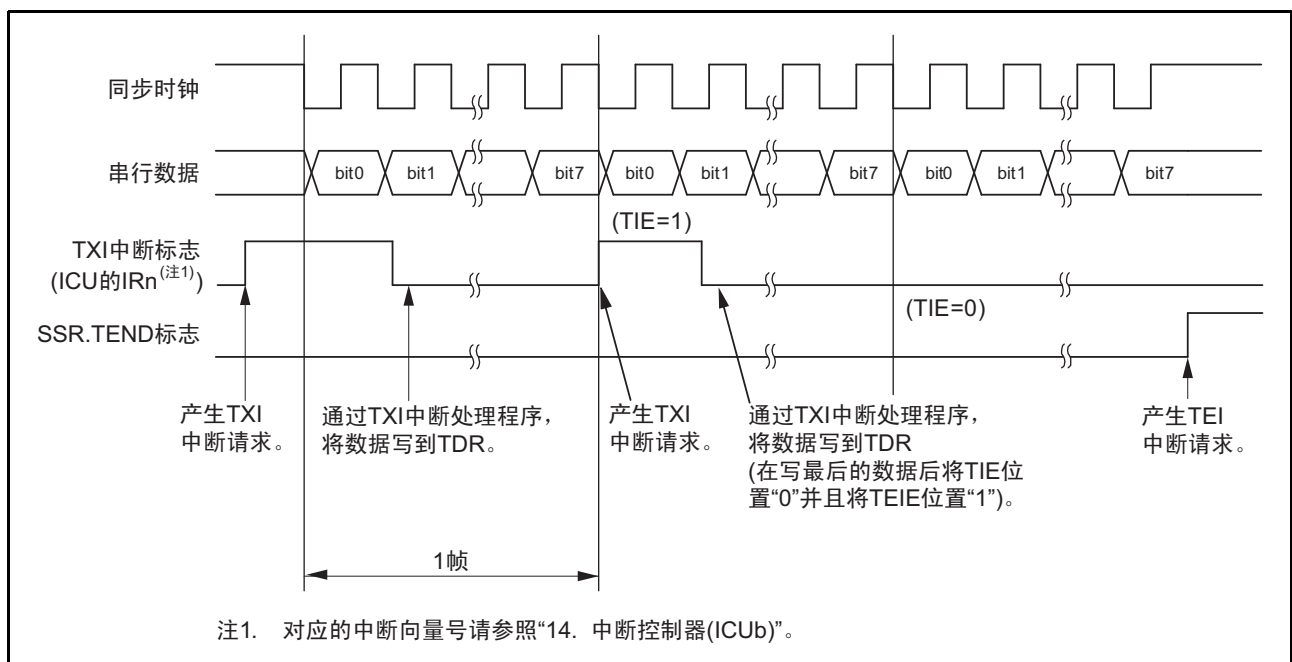 同步时钟
串行数据
bit0 bit1 bit7 bit0 bit1 bit7 bit0 bit1 bit7
(TIE=1)
TXI中断标志
(ICU的IRn(注1))
(TIE=0)
SSR.TEND标志
产生TXI
中断请求。
通过TXI中断处理程序，
将数据写到TDR。
产生TXI
中断请求。
通过TXI中断处理程序，
将数据写到TDR
(在写最后的数据后将TIE位
置“0”并且将TEIE位置“1”)。
产生TEI
中断请求。
1帧
注1. 对应的中断向量号请参照“14. 中断控制器(ICUb)”。